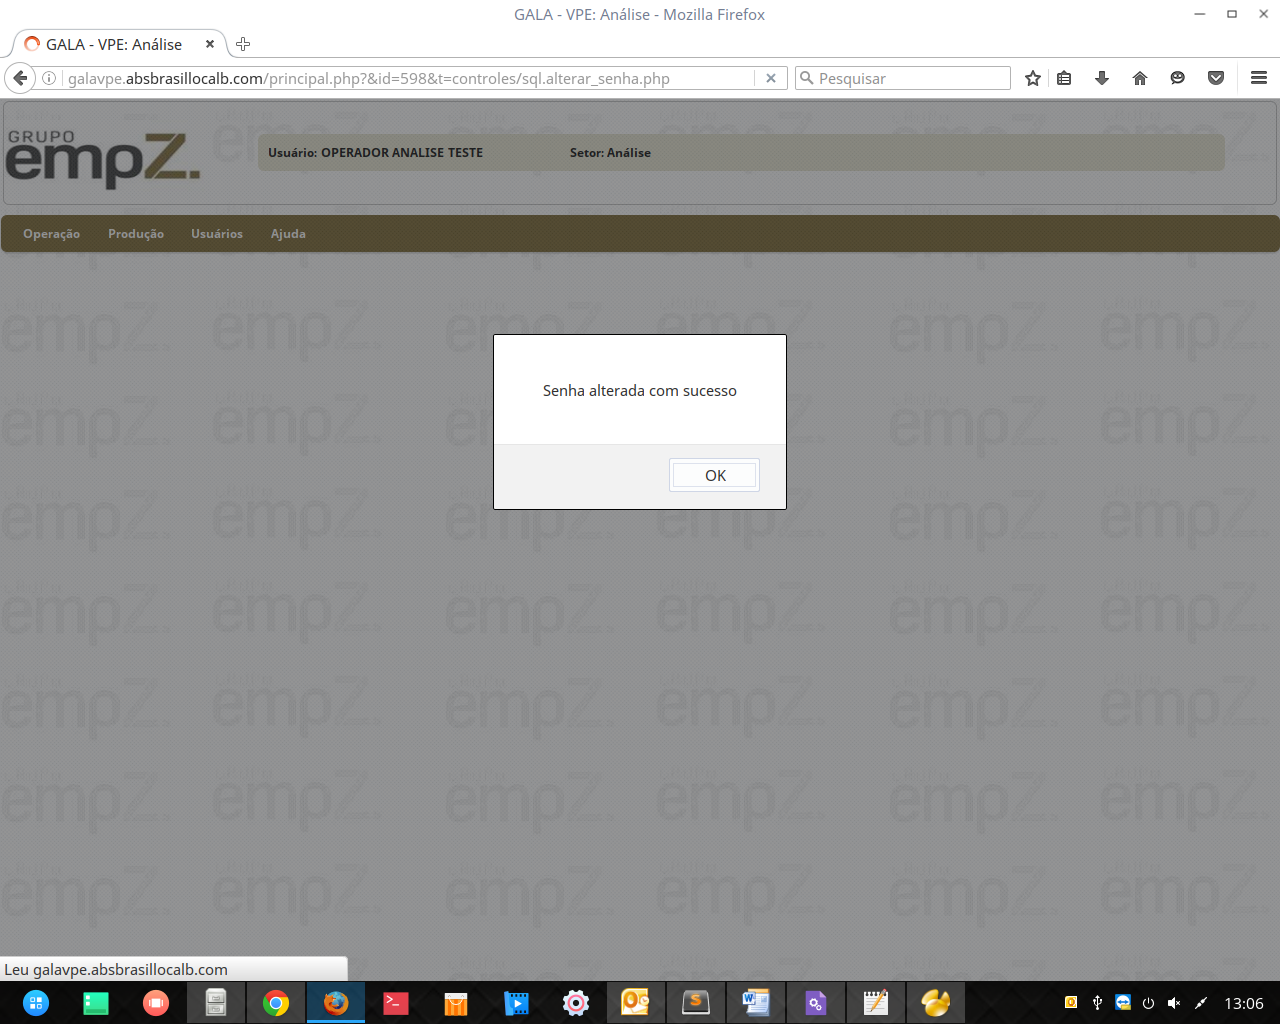 GALA - VPE: Análise - Mozilla Firefox
GALA - VPE: Análise
galavpe.absbrasillocalb.com/principal.php?&id=598&t=controles/sql.alterar_senha.php
Pesquisar
GRUPO
empZ.
Usuário: OPERADOR ANALISE TESTE
Setor: Análise
Operação Produção Usuários Ajuda
Senha alterada com sucesso
OK
Leu galavpe.absbrasillocalb.com
13:06